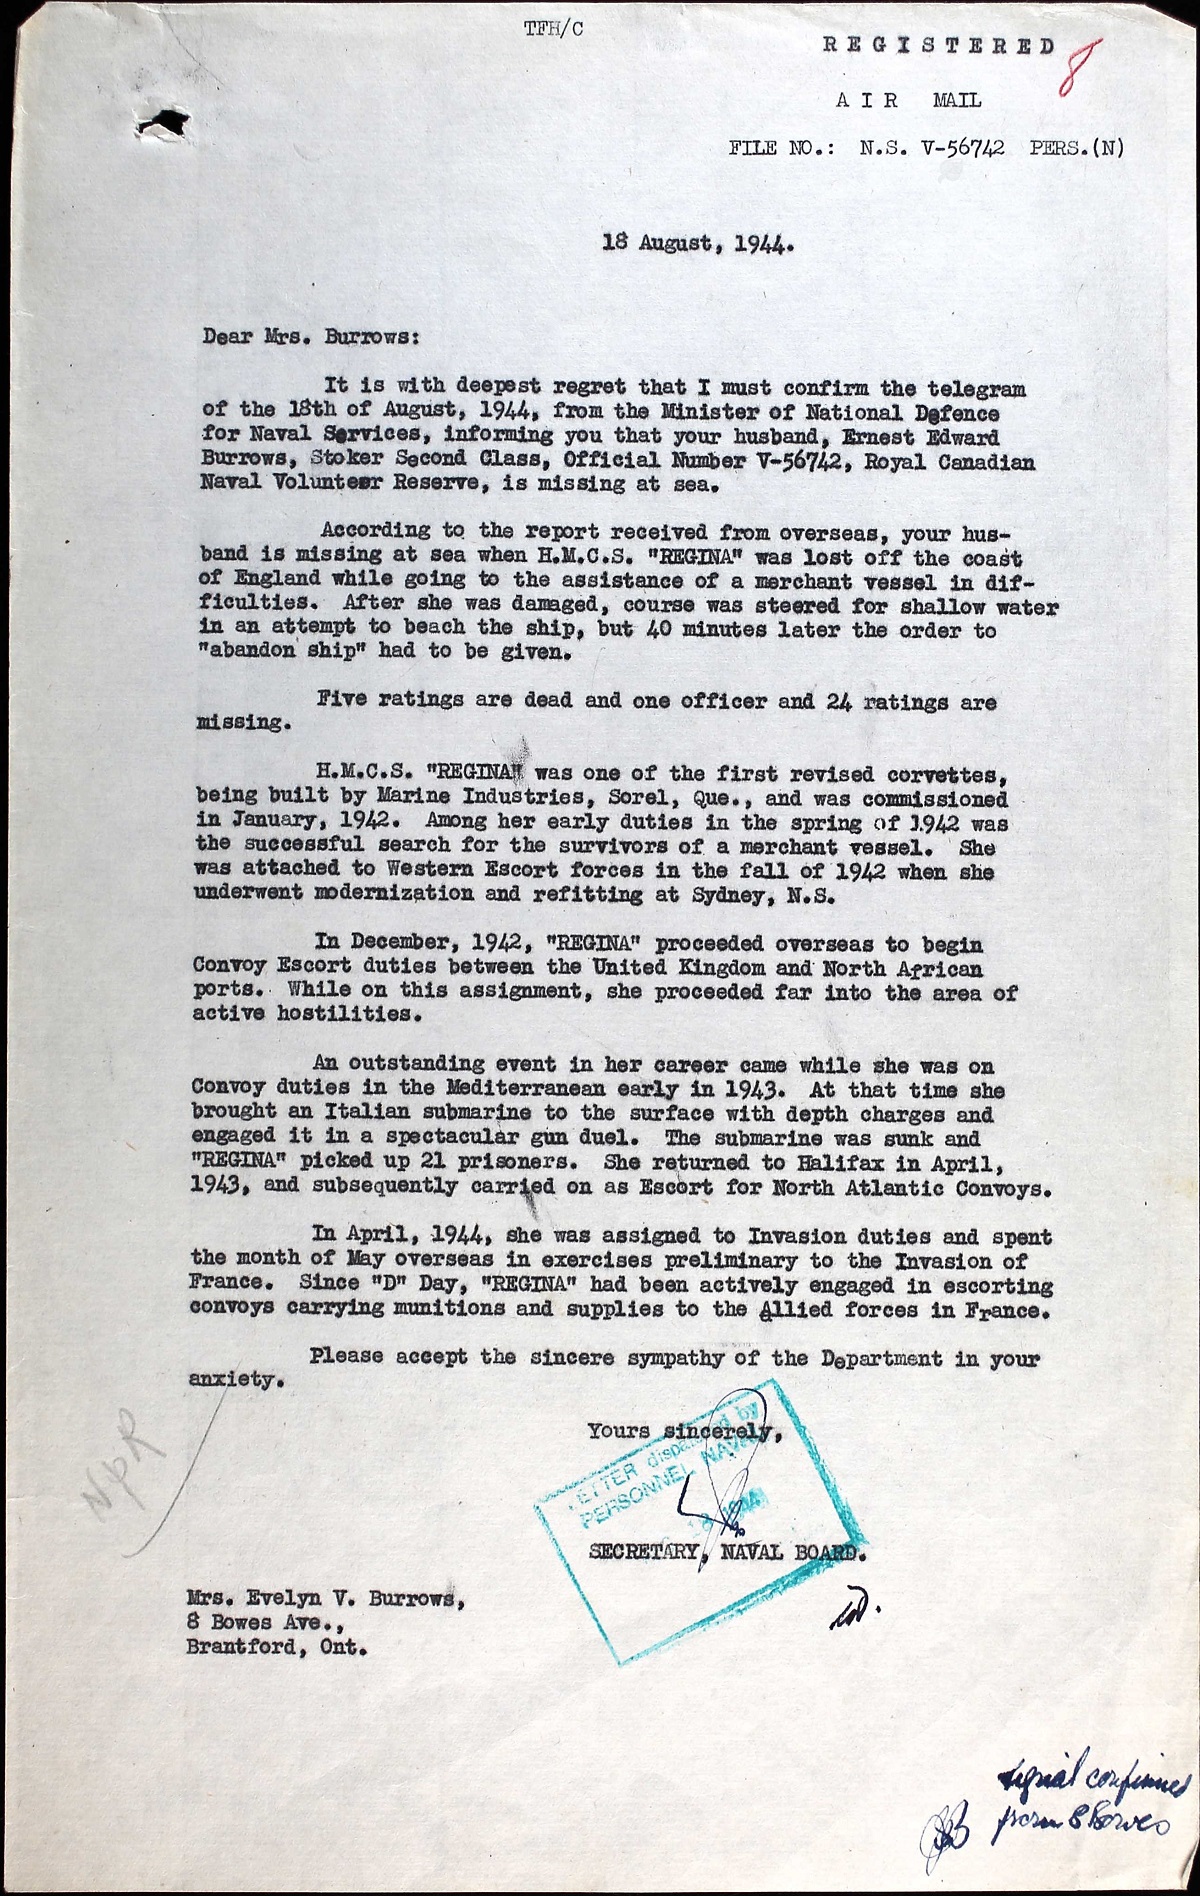 TFH/C
REGISTERED
8
AIR MAIL
FILE NO.: N.S. V-56742 PERS.(N)
18 August, 1944.
Dear Mrs. Burrows:
It is with deepest regret that I must confirm the telegram
of the 18th of August, 1944, from the Minister of National Defence
for Naval Services, informing you that your husband, Ernest Edward
Burrows, Stoker Second Class, Official Number V-56742, Royal Canadian
Naval Volunteer Reserve, is missing at sea.
According to the report received from overseas, your hus-
band is missing at sea when H.M.C.S. "REGINA" was lost off the coast
of England while going to the assistance of a merchant vessel in dif-
ficulties. After she was damaged, course was steered for shallow water
in an attempt to beach the ship, but 40 minutes later the order to
"abandon ship" had to be given.
Five ratings are dead and one officer and 24 ratings are
missing.
H.M.C.S. "REGINA" was one of the first revised corvettes,
being built by Marine Industries, Sorel, Que., and was commissioned
in January, 1942. Among her early duties in the spring of 1942 was
the successful search for the survivors of a merchant vessel. She
was attached to Western Escort forces in the fall of 1942 when she
underwent modernization and refitting at Sydney, N.S.
In December, 1942, "REGINA" proceeded overseas to begin
Convoy Escort duties between the United Kingdom and North African
ports. While on this assignment, she proceeded far into the area of
active hostilities.
An outstanding event in her career came while she was on
Convoy duties in the Mediterranean early in 1943. At that time she
brought an Italian submarine to the surface with depth charges and
engaged it in a spectacular gun duel. The submarine was sunk and
"REGINA" picked up 21 prisoners. She returned to Halifax in April,
1943, and subsequently carried on as Escort for North Atlantic Convoys.
In April, 1944, she was assigned to Invasion duties and spent
the month of May overseas in exercises preliminary to the Invasion of
France. Since "D" Day, "REGINA" had been actively engaged in escorting
convoys carrying munitions and supplies to the Allied forces in France.
Please accept the sincere sympathy of the Department in your
anxiety.
Yours sincerely,
LETTER dispatched by
PERSONNEL NAVAL
18 1944
SECRETARY, NAVAL BOARD.
Mrs. Evelyn V. Burrows,
8 Bowes Ave.,
Brantford, Ont.
confirmed
from 8 Bowes